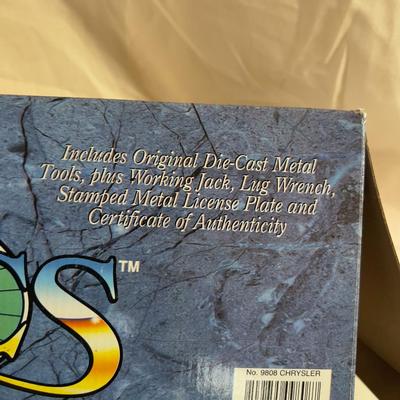 Includes Original Die-Cast Metal
Tools, plus Working Jack, Lug Wrench,
Stamped Metal License Plate and
Certificate of Authenticity
CS™
No. 9808 CHRYSLER